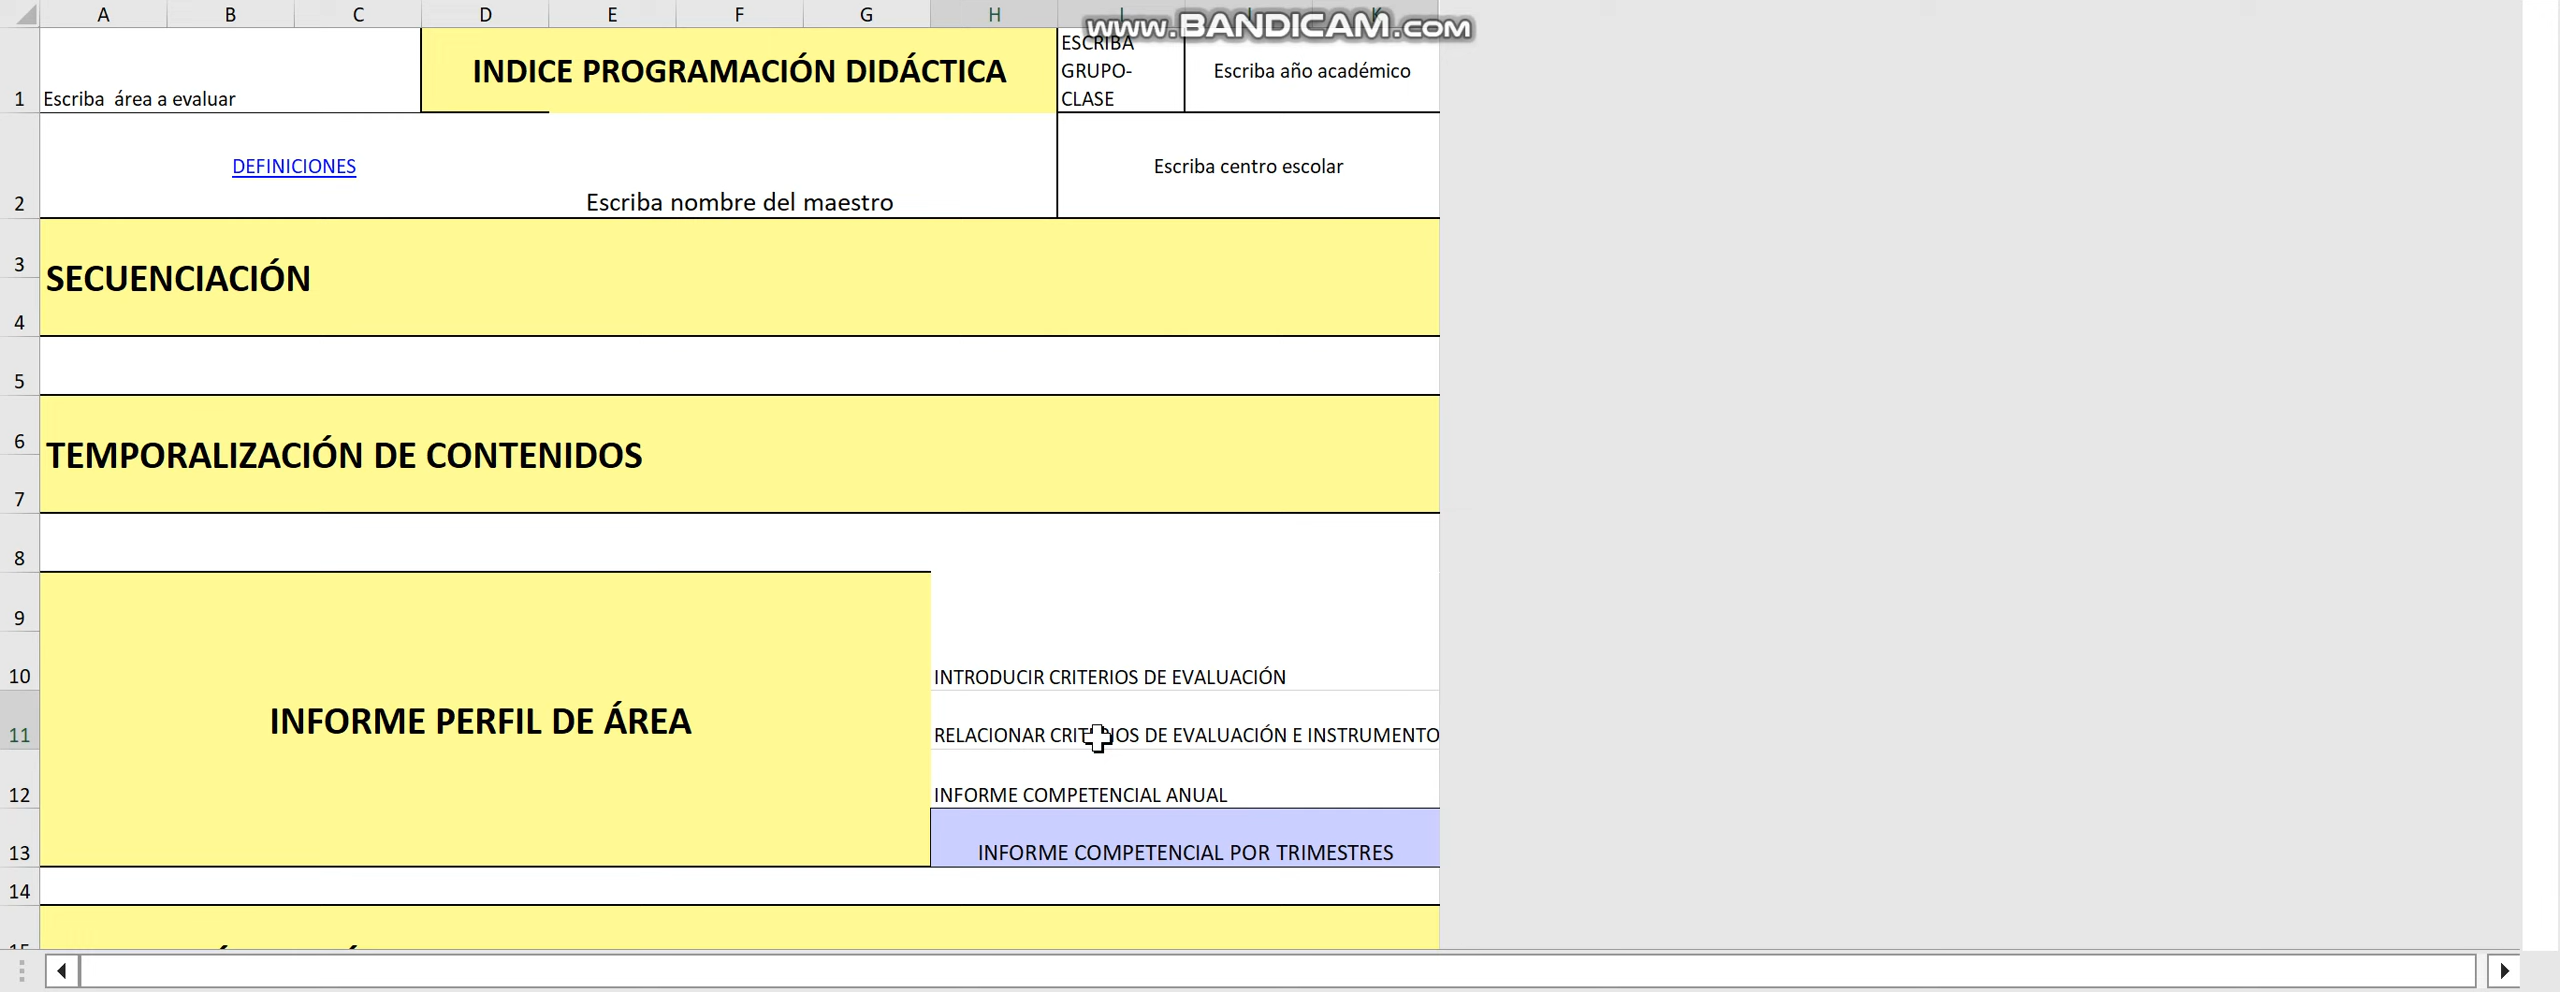 A B C D E F G H I J K
www.BANDICAM.com
1 Escriba  área a evaluar INDICE PROGRAMACIÓN DIDÁCTICA ESCRIBA GRUPO-CLASE Escriba año académico
2 DEFINICIONES Escriba nombre del maestro Escriba centro escolar
3
SECUENCIACIÓN
4
5
6
TEMPORALIZACIÓN DE CONTENIDOS
7
8
9
10 INTRODUCIR CRITERIOS DE EVALUACIÓN
INFORME PERFIL DE ÁREA
11 RELACIONAR CRITERIOS DE EVALUACIÓN E INSTRUMENTO
12 INFORME COMPETENCIAL ANUAL
13 INFORME COMPETENCIAL POR TRIMESTRES
14
15